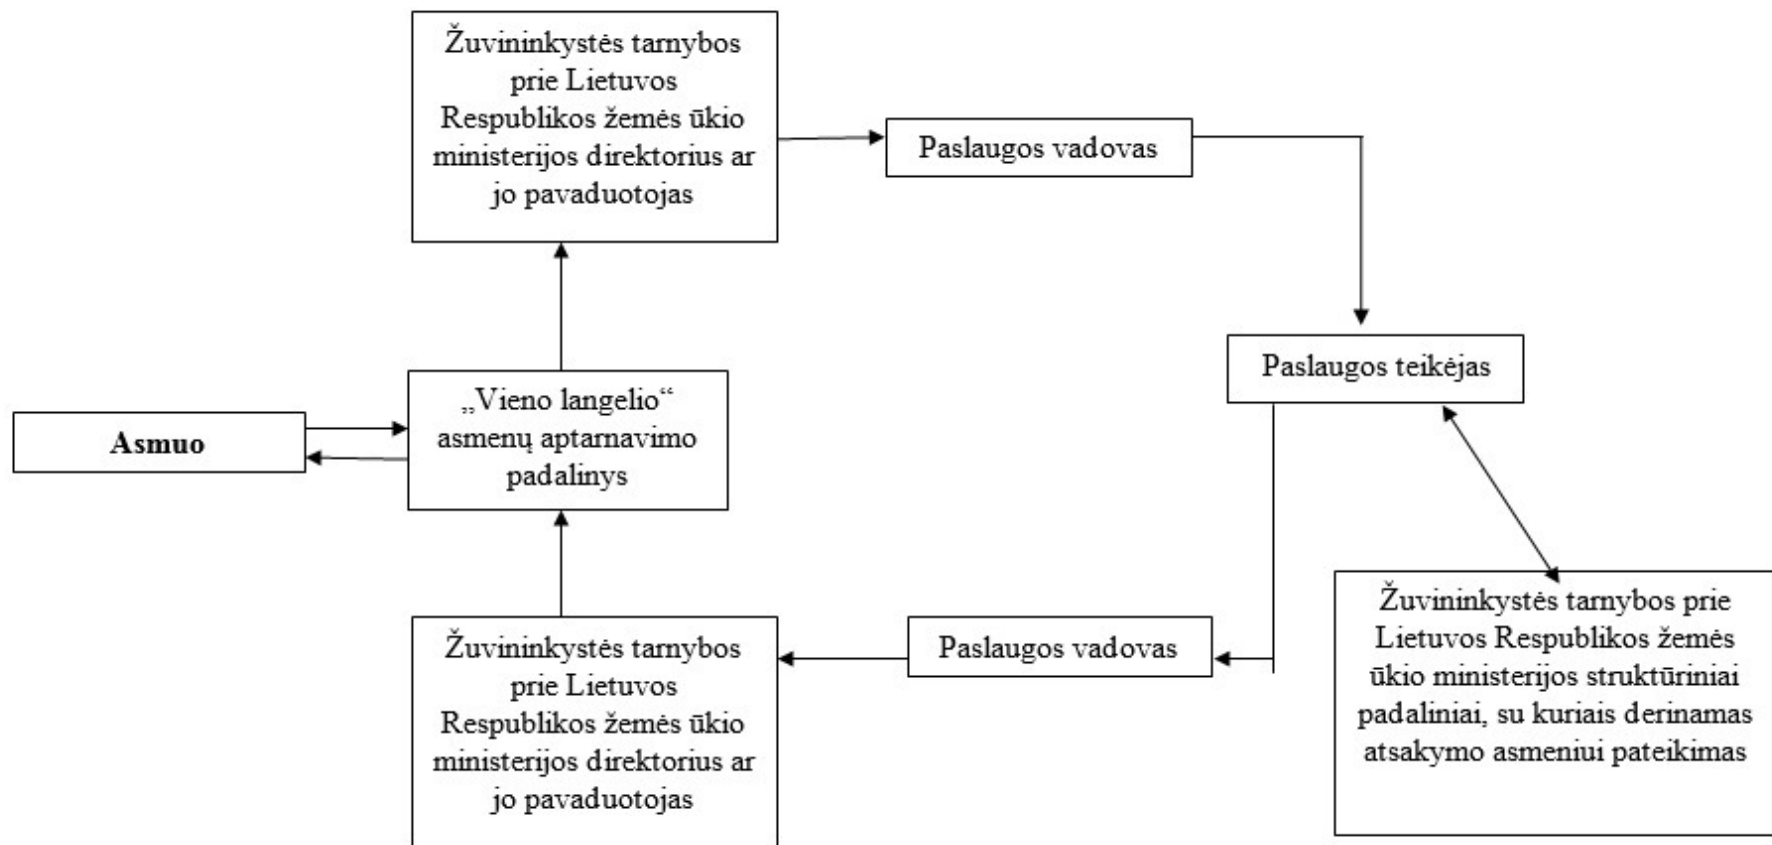 Žuvininkystės tarnybos
prie Lietuvos
Respublikos žemės ūkio
ministerijos direktorius ar
jo pavaduotojas
Paslaugos vadovas
Paslaugos teikėjas
„Vieno langelio“
asmenų aptarnavimo
padalinys
Asmuo
Žuvininkystės tarnybos
prie Lietuvos
Respublikos žemės ūkio
ministerijos direktorius ar
jo pavaduotojas
Paslaugos vadovas
Žuvininkystės tarnybos prie
Lietuvos Respublikos žemės
ūkio ministerijos struktūriniai
padaliniai, su kuriais derinamas
atsakymo asmeniui pateikimas